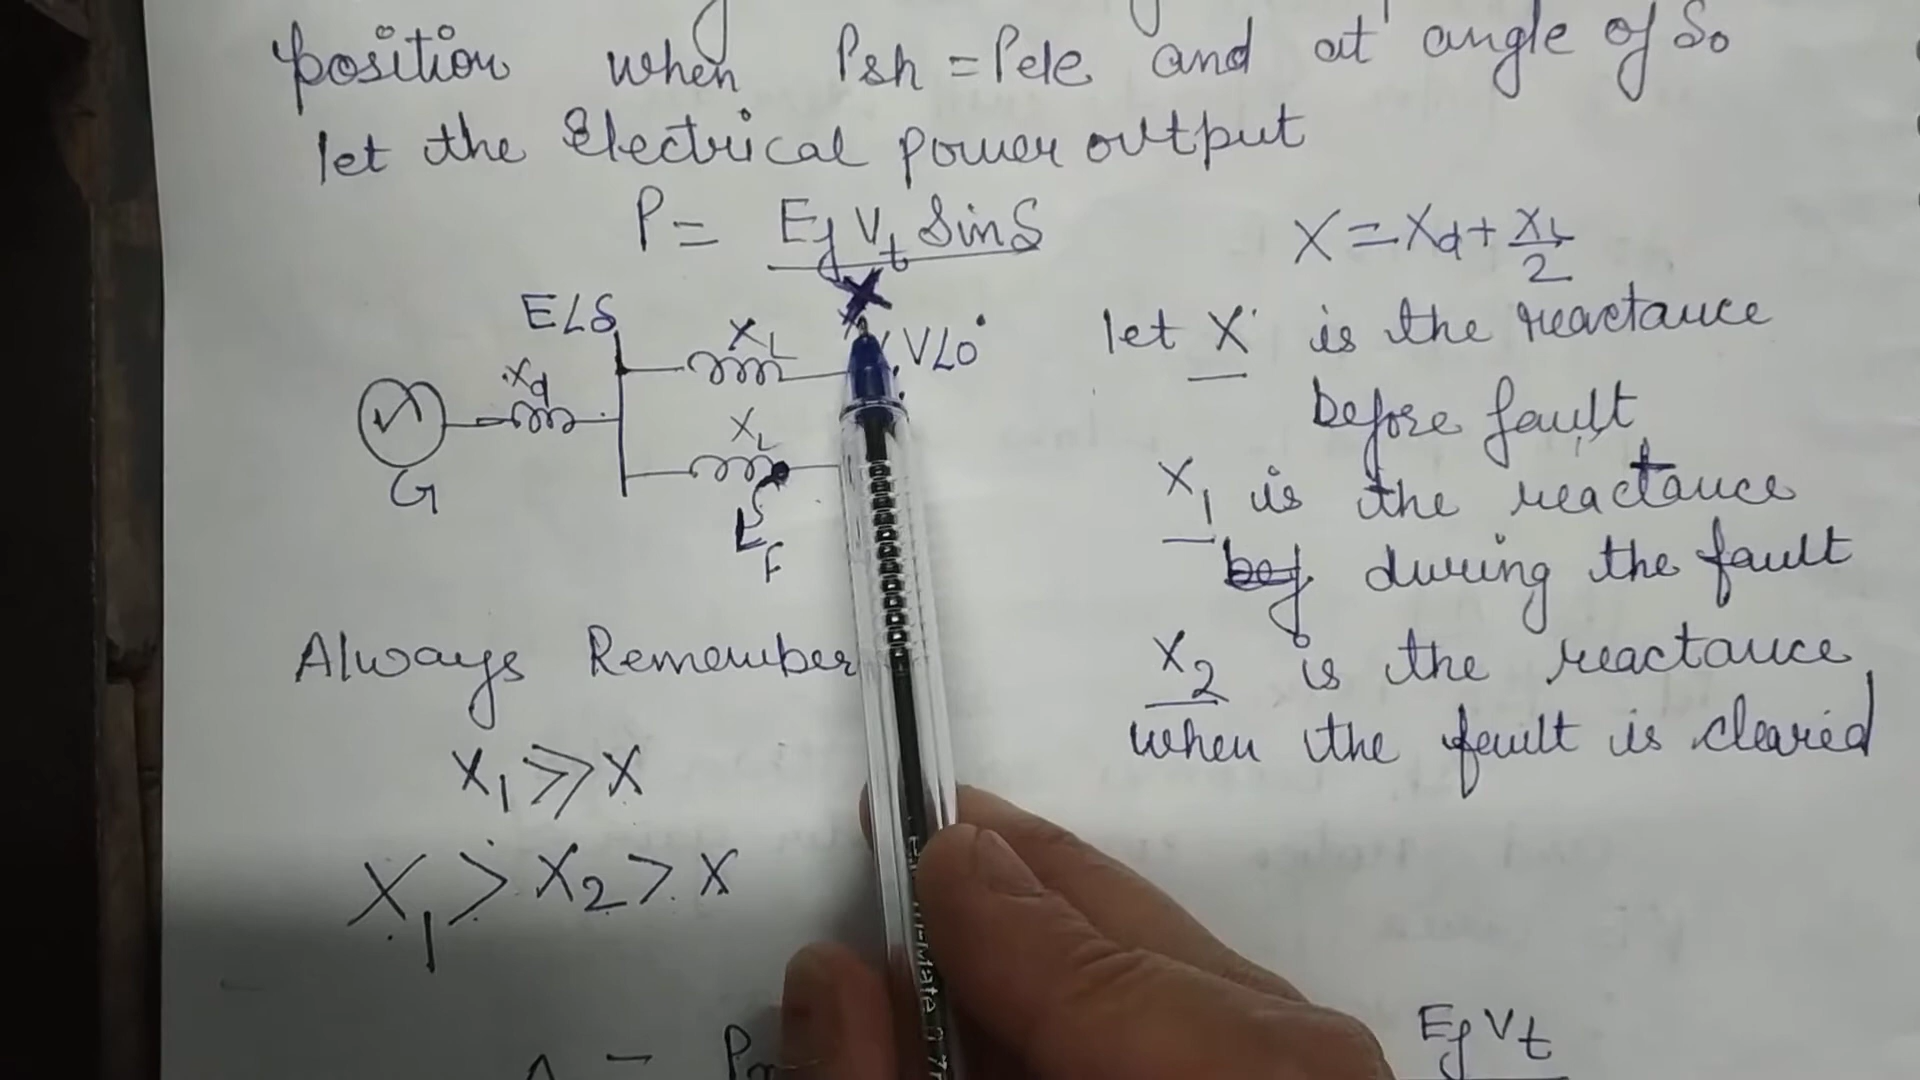 position when Psh = Pele and at angle of δo
let the Electrical power output
P = Ef Vt Sinδ
X
X = Xd + XL/2
E∠δ
XL
V∠0°
let X is the reactance
before fault
Xd
G
XL
F
X1 is the reactance
during the fault
Always Remember
X2 is the reactance
when the fault is cleared
X1 ⩾> X
X1 > X2 > X
Ef Vt